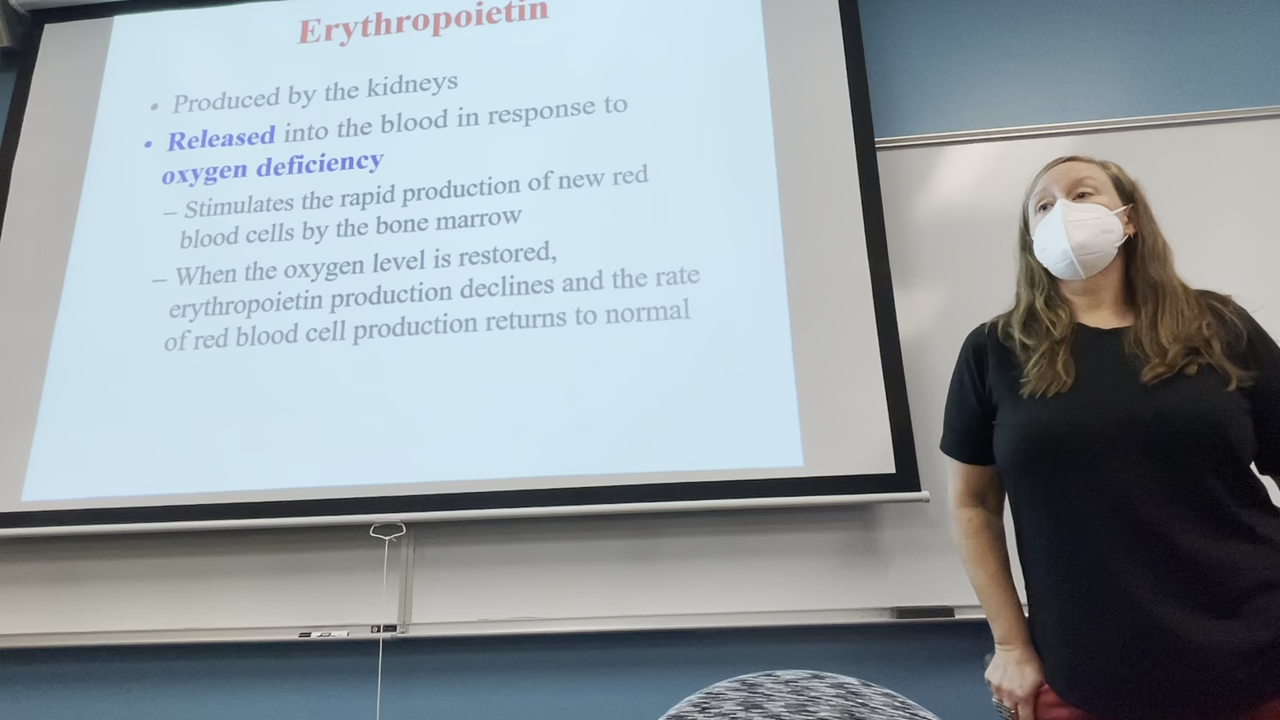 Erythropoietin
• Produced by the kidneys
• Released into the blood in response to
oxygen deficiency
– Stimulates the rapid production of new red
blood cells by the bone marrow
– When the oxygen level is restored,
erythropoietin production declines and the rate
of red blood cell production returns to normal